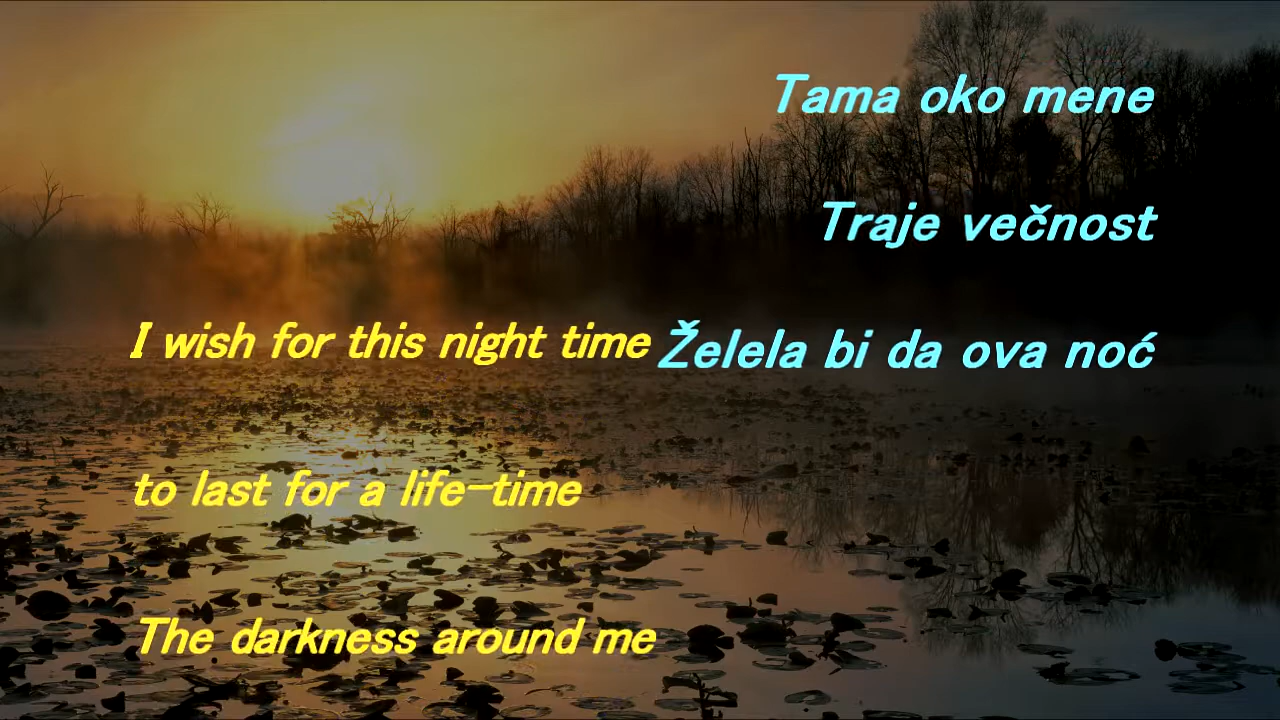 Tama oko mene
Traje večnost
Želela bi da ova noć
I wish for this night time
to last for a life-time
The darkness around me